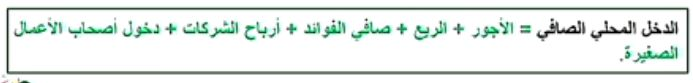 الدخل المحلي الصافي = الأجور + الريع + صافي الفوائد + أرباح الشركات + دخول أصحاب الأعمال
الصغيرة.